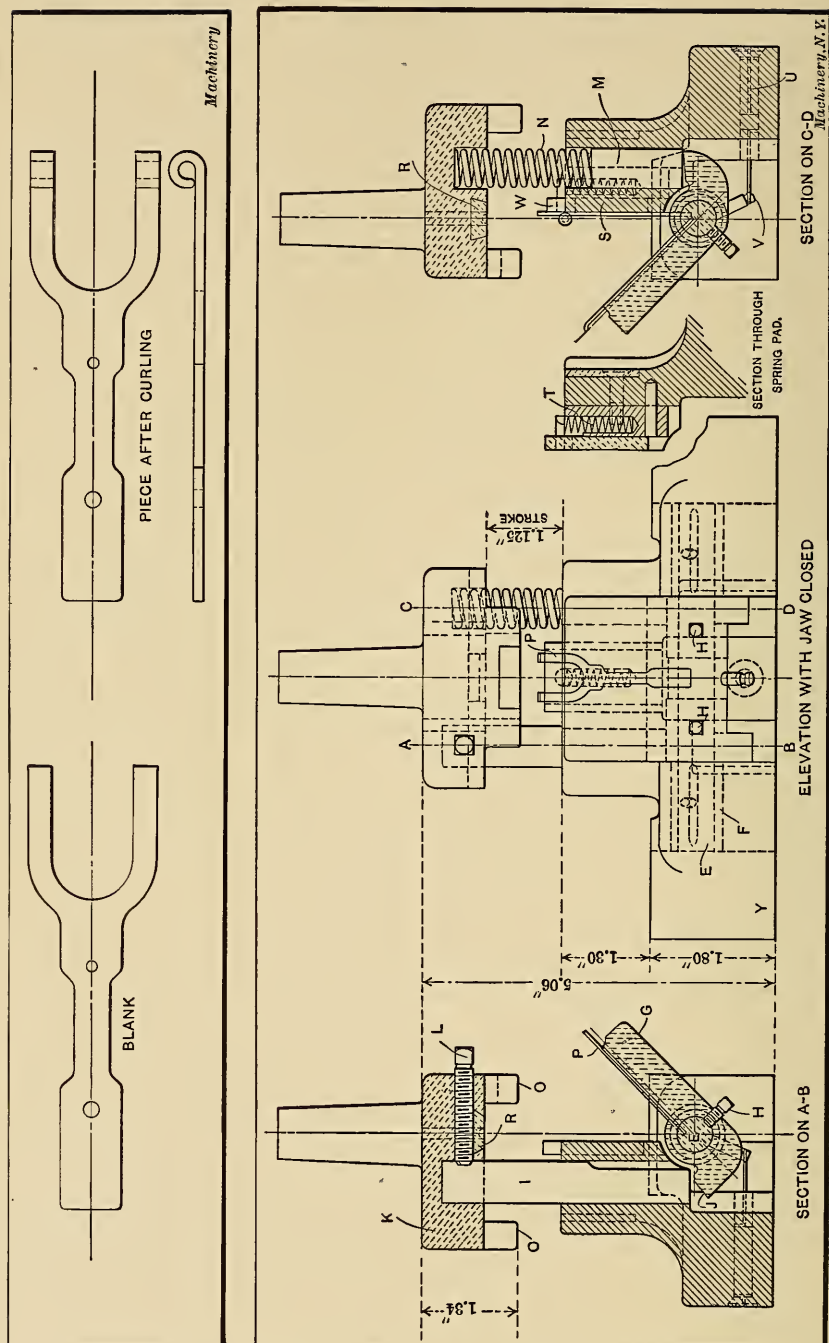 Machinery
BLANK
PIECE AFTER CURLING
K
L
R
O
O
I
J
E
P
G
H
1.34"
SECTION ON A-B
5.06"
1.30"
1.80"
1.125"
STROKE
A
C
P
H
H
E
F
Y
B
D
ELEVATION WITH JAW CLOSED
T
SECTION THROUGH
SPRING PAD.
R
W
N
M
S
V
U
SECTION ON C-D
Machinery, N.Y.